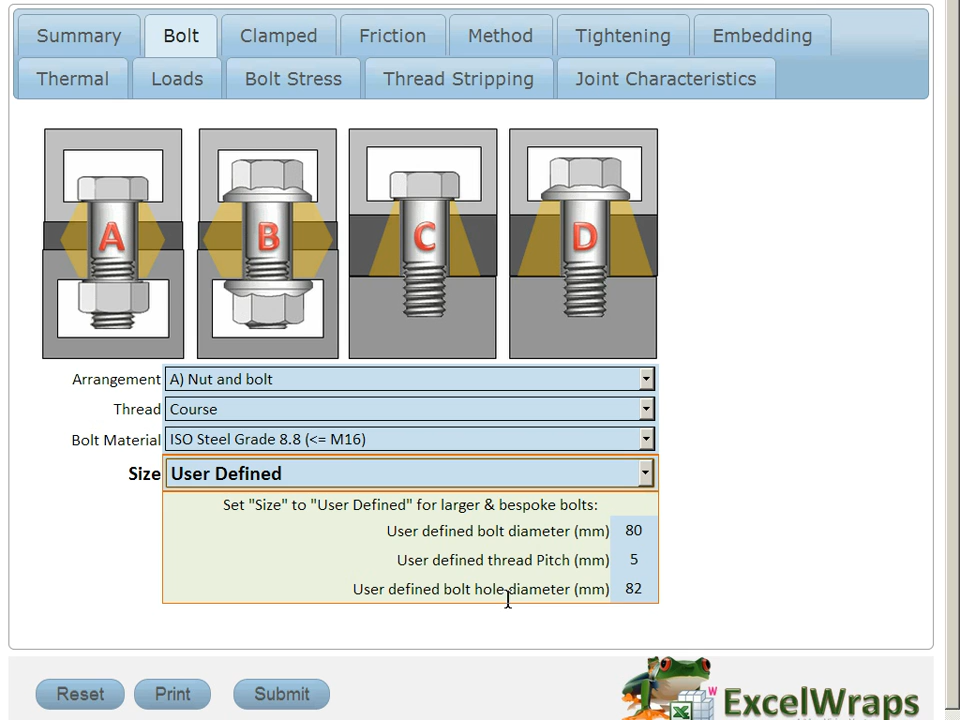 Summary Bolt Clamped Friction Method Tightening Embedding
Thermal Loads Bolt Stress Thread Stripping Joint Characteristics
A B C D
Arrangement A) Nut and bolt
Thread Course
Bolt Material ISO Steel Grade 8.8 (<= M16)
Size User Defined
Set "Size" to "User Defined" for larger & bespoke bolts:
User defined bolt diameter (mm) 80
User defined thread Pitch (mm) 5
User defined bolt hole diameter (mm) 82
Reset Print Submit
W
X
ExcelWraps